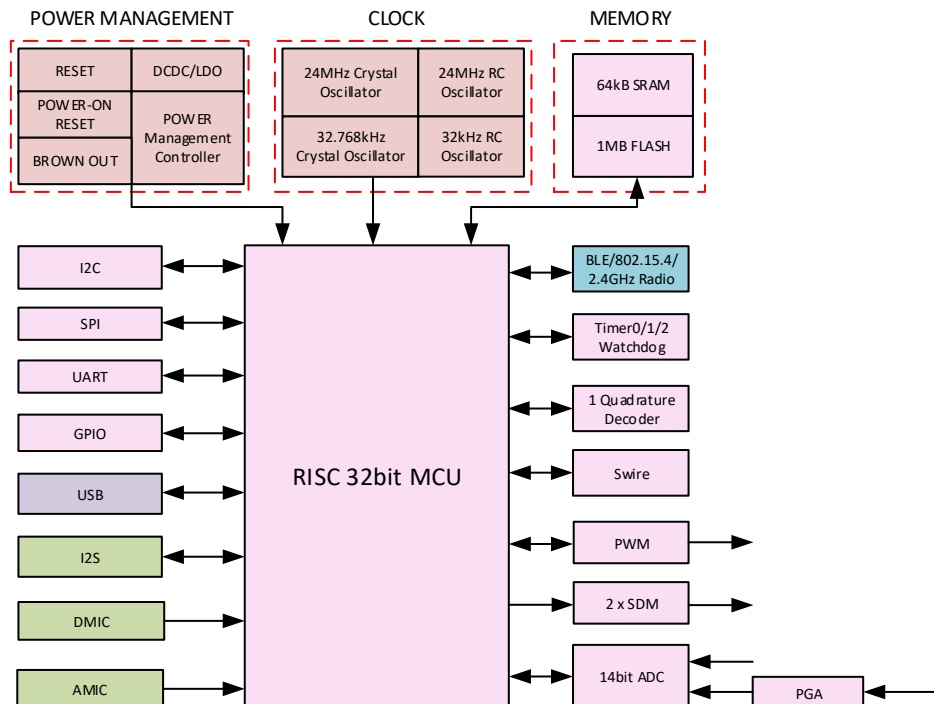 POWER MANAGEMENT
CLOCK
MEMORY
RESET
DCDC/LDO
POWER-ON
RESET
POWER
Management
Controller
BROWN OUT
24MHz Crystal
Oscillator
24MHz RC
Oscillator
32.768kHz
Crystal Oscillator
32kHz RC
Oscillator
64kB SRAM
1MB FLASH
I2C
SPI
UART
GPIO
USB
I2S
DMIC
AMIC
RISC 32bit MCU
BLE/802.15.4/
2.4GHz Radio
Timer0/1/2
Watchdog
1 Quadrature
Decoder
Swire
PWM
2 x SDM
14bit ADC
PGA